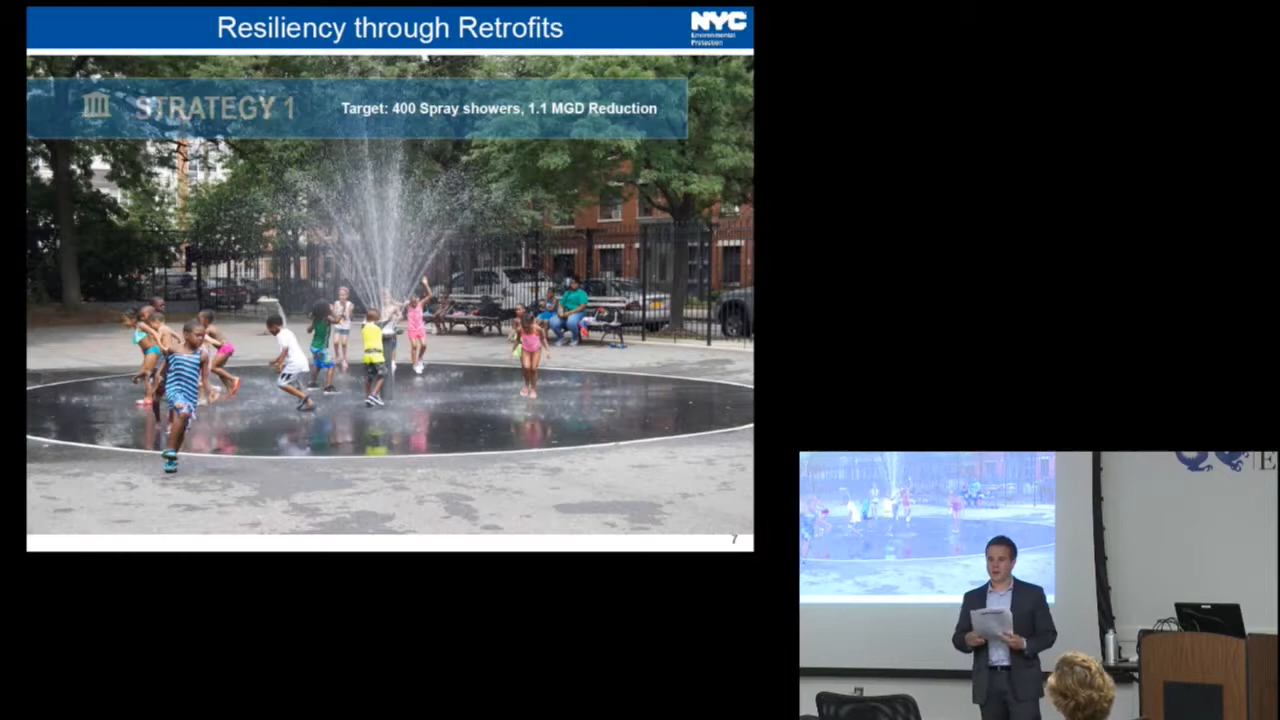 Resiliency through Retrofits
NYC
Environmental
Protection
STRATEGY 1
Target: 400 Spray showers, 1.1 MGD Reduction
7
E